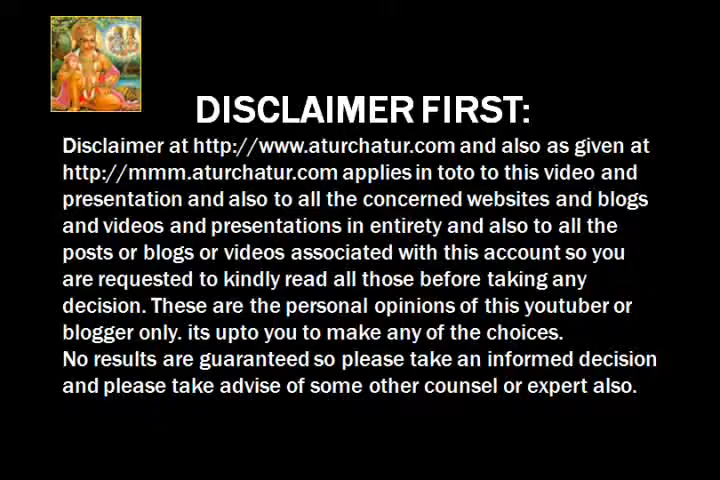 DISCLAIMER FIRST:
Disclaimer at http://www.aturchatur.com and also as given at
http://mmm.aturchatur.com applies in toto to this video and
presentation and also to all the concerned websites and blogs
and videos and presentations in entirety and also to all the
posts or blogs or videos associated with this account so you
are requested to kindly read all those before taking any
decision. These are the personal opinions of this youtuber or
blogger only. its upto you to make any of the choices.
No results are guaranteed so please take an informed decision
and please take advise of some other counsel or expert also.